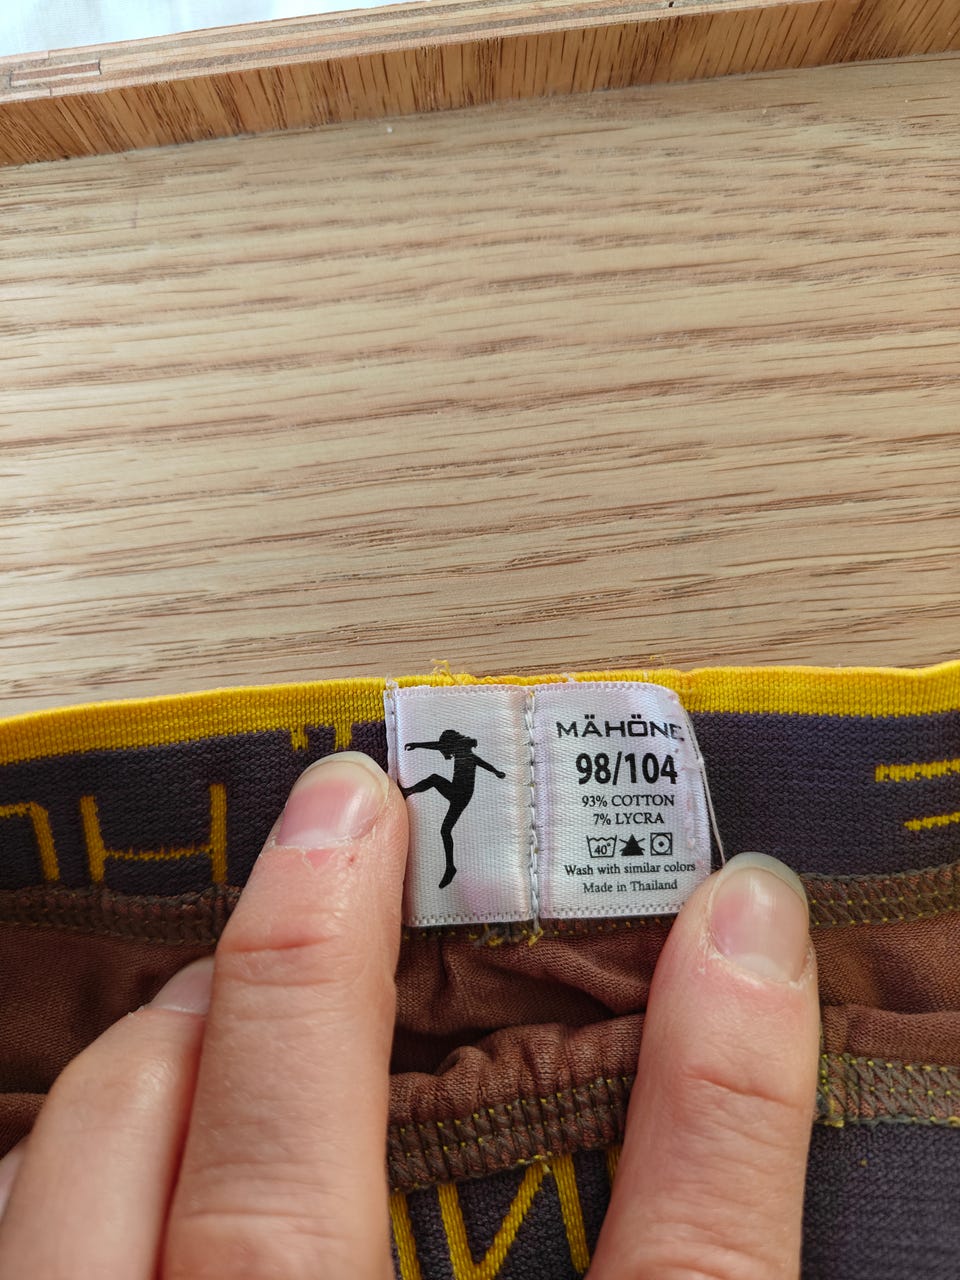 MÄHÖNE
98/104
93% COTTON
7% LYCRA
40°
Wash with similar colors
Made in Thailand